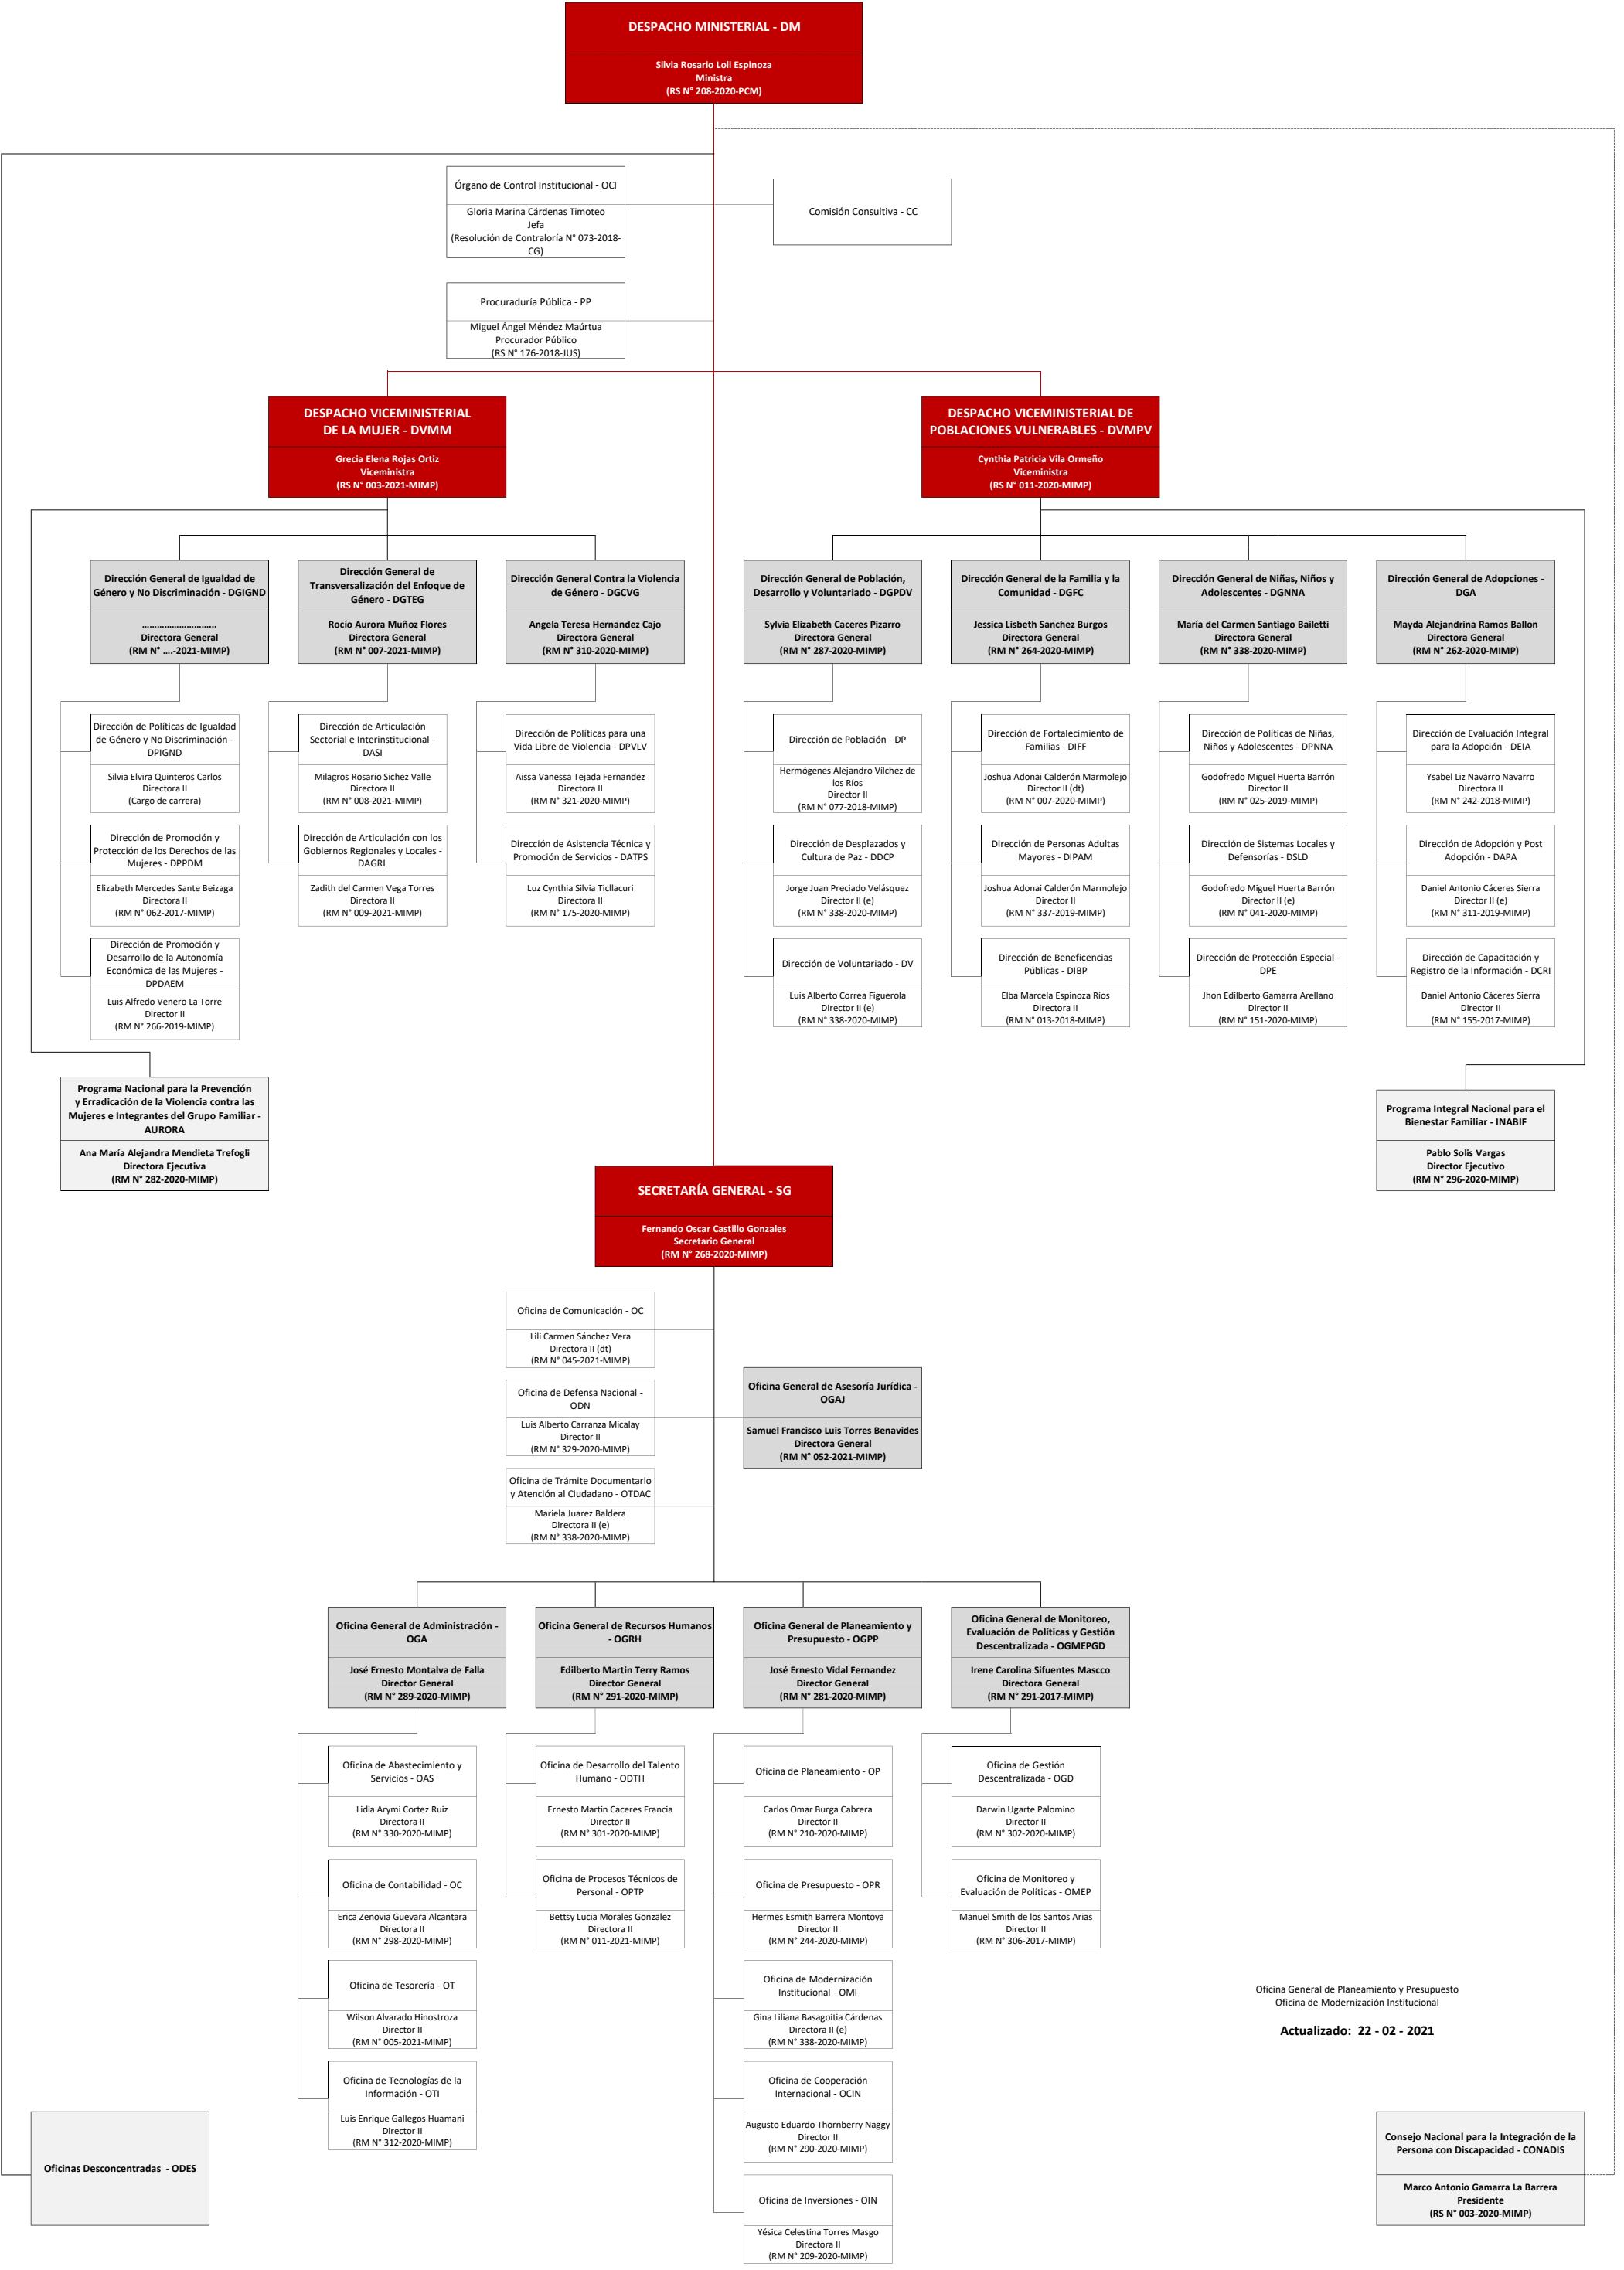 DESPACHO MINISTERIAL - DM
Silvia Rosario Loli Espinoza
Ministra
(RS N° 208-2020-PCM)
Órgano de Control Institucional - OCI
Gloria Marina Cárdenas Timoteo
Jefa
(Resolución de Contraloría N° 073-2018-
CG)
Comisión Consultiva - CC
Procuraduría Pública - PP
Miguel Ángel Méndez Maúrtua
Procurador Público
(RS N° 176-2018-JUS)
DESPACHO VICEMINISTERIAL
DE LA MUJER - DVMM
Grecia Elena Rojas Ortiz
Viceministra
(RS N° 003-2021-MIMP)
DESPACHO VICEMINISTERIAL DE
POBLACIONES VULNERABLES - DVMPV
Cynthia Patricia Vila Ormeño
Viceministra
(RS N° 011-2020-MIMP)
Dirección General de Igualdad de
Género y No Discriminación - DGIGND
............................
Directora General
(RM N° ....-2021-MIMP)
Dirección General de
Transversalización del Enfoque de
Género - DGTEG
Rocío Aurora Muñoz Flores
Directora General
(RM N° 007-2021-MIMP)
Dirección General Contra la Violencia
de Género - DGCVG
Angela Teresa Hernandez Cajo
Directora General
(RM N° 310-2020-MIMP)
Dirección General de Población,
Desarrollo y Voluntariado - DGPDV
Sylvia Elizabeth Caceres Pizarro
Directora General
(RM N° 287-2020-MIMP)
Dirección General de la Familia y la
Comunidad - DGFC
Jessica Lisbeth Sanchez Burgos
Directora General
(RM N° 264-2020-MIMP)
Dirección General de Niñas, Niños y
Adolescentes - DGNNA
María del Carmen Santiago Bailetti
Directora General
(RM N° 338-2020-MIMP)
Dirección General de Adopciones -
DGA
Mayda Alejandrina Ramos Ballon
Directora General
(RM N° 262-2020-MIMP)
Dirección de Políticas de Igualdad
de Género y No Discriminación -
DPIGND
Silvia Elvira Quinteros Carlos
Directora II
(Cargo de carrera)
Dirección de Articulación
Sectorial e Interinstitucional -
DASI
Milagros Rosario Sichez Valle
Directora II
(RM N° 008-2021-MIMP)
Dirección de Políticas para una
Vida Libre de Violencia - DPVLV
Aissa Vanessa Tejada Fernandez
Directora II
(RM N° 321-2020-MIMP)
Dirección de Población - DP
Hermógenes Alejandro Vílchez de
los Ríos
Director II
(RM N° 077-2018-MIMP)
Dirección de Fortalecimiento de
Familias - DIFF
Joshua Adonai Calderón Marmolejo
Director II (dt)
(RM N° 007-2020-MIMP)
Dirección de Políticas de Niñas,
Niños y Adolescentes - DPNNA
Godofredo Miguel Huerta Barrón
Director II
(RM N° 025-2019-MIMP)
Dirección de Evaluación Integral
para la Adopción - DEIA
Ysabel Liz Navarro Navarro
Directora II
(RM N° 242-2018-MIMP)
Dirección de Promoción y
Protección de los Derechos de las
Mujeres - DPPDM
Elizabeth Mercedes Sante Beizaga
Directora II
(RM N° 062-2017-MIMP)
Dirección de Articulación con los
Gobiernos Regionales y Locales -
DAGRL
Zadith del Carmen Vega Torres
Directora II
(RM N° 009-2021-MIMP)
Dirección de Asistencia Técnica y
Promoción de Servicios - DATPS
Luz Cynthia Silvia Ticllacuri
Directora II
(RM N° 175-2020-MIMP)
Dirección de Desplazados y
Cultura de Paz - DDCP
Jorge Juan Preciado Velásquez
Director II (e)
(RM N° 338-2020-MIMP)
Dirección de Personas Adultas
Mayores - DIPAM
Joshua Adonai Calderón Marmolejo
Director II
(RM N° 337-2019-MIMP)
Dirección de Sistemas Locales y
Defensorías - DSLD
Godofredo Miguel Huerta Barrón
Director II (e)
(RM N° 041-2020-MIMP)
Dirección de Adopción y Post
Adopción - DAPA
Daniel Antonio Cáceres Sierra
Director II (e)
(RM N° 311-2019-MIMP)
Dirección de Promoción y
Desarrollo de la Autonomía
Económica de las Mujeres -
DPDAEM
Luis Alfredo Venero La Torre
Director II
(RM N° 266-2019-MIMP)
Dirección de Voluntariado - DV
Luis Alberto Correa Figuerola
Director II (e)
(RM N° 338-2020-MIMP)
Dirección de Beneficencias
Públicas - DIBP
Elba Marcela Espinoza Ríos
Directora II
(RM N° 013-2018-MIMP)
Dirección de Protección Especial -
DPE
Jhon Edilberto Gamarra Arellano
Director II
(RM N° 151-2020-MIMP)
Dirección de Capacitación y
Registro de la Información - DCRI
Daniel Antonio Cáceres Sierra
Director II
(RM N° 155-2017-MIMP)
Programa Nacional para la Prevención
y Erradicación de la Violencia contra las
Mujeres e Integrantes del Grupo Familiar -
AURORA
Ana María Alejandra Mendieta Trefogli
Directora Ejecutiva
(RM N° 282-2020-MIMP)
Programa Integral Nacional para el
Bienestar Familiar - INABIF
Pablo Solis Vargas
Director Ejecutivo
(RM N° 296-2020-MIMP)
SECRETARÍA GENERAL - SG
Fernando Oscar Castillo Gonzales
Secretario General
(RM N° 268-2020-MIMP)
Oficina de Comunicación - OC
Lili Carmen Sánchez Vera
Directora II (dt)
(RM N° 045-2021-MIMP)
Oficina de Defensa Nacional -
ODN
Luis Alberto Carranza Micalay
Director II
(RM N° 329-2020-MIMP)
Oficina General de Asesoría Jurídica -
OGAJ
Samuel Francisco Luis Torres Benavides
Directora General
(RM N° 052-2021-MIMP)
Oficina de Trámite Documentario
y Atención al Ciudadano - OTDAC
Mariela Juarez Baldera
Directora II (e)
(RM N° 338-2020-MIMP)
Oficina General de Administración -
OGA
José Ernesto Montalva de Falla
Director General
(RM N° 289-2020-MIMP)
Oficina General de Recursos Humanos
- OGRH
Edilberto Martin Terry Ramos
Director General
(RM N° 291-2020-MIMP)
Oficina General de Planeamiento y
Presupuesto - OGPP
José Ernesto Vidal Fernandez
Director General
(RM N° 281-2020-MIMP)
Oficina General de Monitoreo,
Evaluación de Políticas y Gestión
Descentralizada - OGMEPGD
Irene Carolina Sifuentes Mascco
Directora General
(RM N° 291-2017-MIMP)
Oficina de Abastecimiento y
Servicios - OAS
Lidia Arymi Cortez Ruiz
Directora II
(RM N° 330-2020-MIMP)
Oficina de Desarrollo del Talento
Humano - ODTH
Ernesto Martin Caceres Francia
Director II
(RM N° 301-2020-MIMP)
Oficina de Planeamiento - OP
Carlos Omar Burga Cabrera
Director II
(RM N° 210-2020-MIMP)
Oficina de Gestión
Descentralizada - OGD
Darwin Ugarte Palomino
Director II
(RM N° 302-2020-MIMP)
Oficina de Contabilidad - OC
Erica Zenovia Guevara Alcantara
Directora II
(RM N° 298-2020-MIMP)
Oficina de Procesos Técnicos de
Personal - OPTP
Bettsy Lucia Morales Gonzalez
Directora II
(RM N° 011-2021-MIMP)
Oficina de Presupuesto - OPR
Hermes Esmith Barrera Montoya
Director II
(RM N° 244-2020-MIMP)
Oficina de Monitoreo y
Evaluación de Políticas - OMEP
Manuel Smith de los Santos Arias
Director II
(RM N° 306-2017-MIMP)
Oficina de Tesorería - OT
Wilson Alvarado Hinostroza
Director II
(RM N° 005-2021-MIMP)
Oficina de Modernización
Institucional - OMI
Gina Liliana Basagoitia Cárdenas
Directora II (e)
(RM N° 338-2020-MIMP)
Oficina General de Planeamiento y Presupuesto
Oficina de Modernización Institucional
Actualizado: 22 - 02 - 2021
Oficina de Tecnologías de la
Información - OTI
Luis Enrique Gallegos Huamani
Director II
(RM N° 312-2020-MIMP)
Oficina de Cooperación
Internacional - OCIN
Augusto Eduardo Thornberry Naggy
Director II
(RM N° 290-2020-MIMP)
Oficinas Desconcentradas - ODES
Consejo Nacional para la Integración de la
Persona con Discapacidad - CONADIS
Marco Antonio Gamarra La Barrera
Presidente
(RS N° 003-2020-MIMP)
Oficina de Inversiones - OIN
Yésica Celestina Torres Masgo
Directora II
(RM N° 209-2020-MIMP)